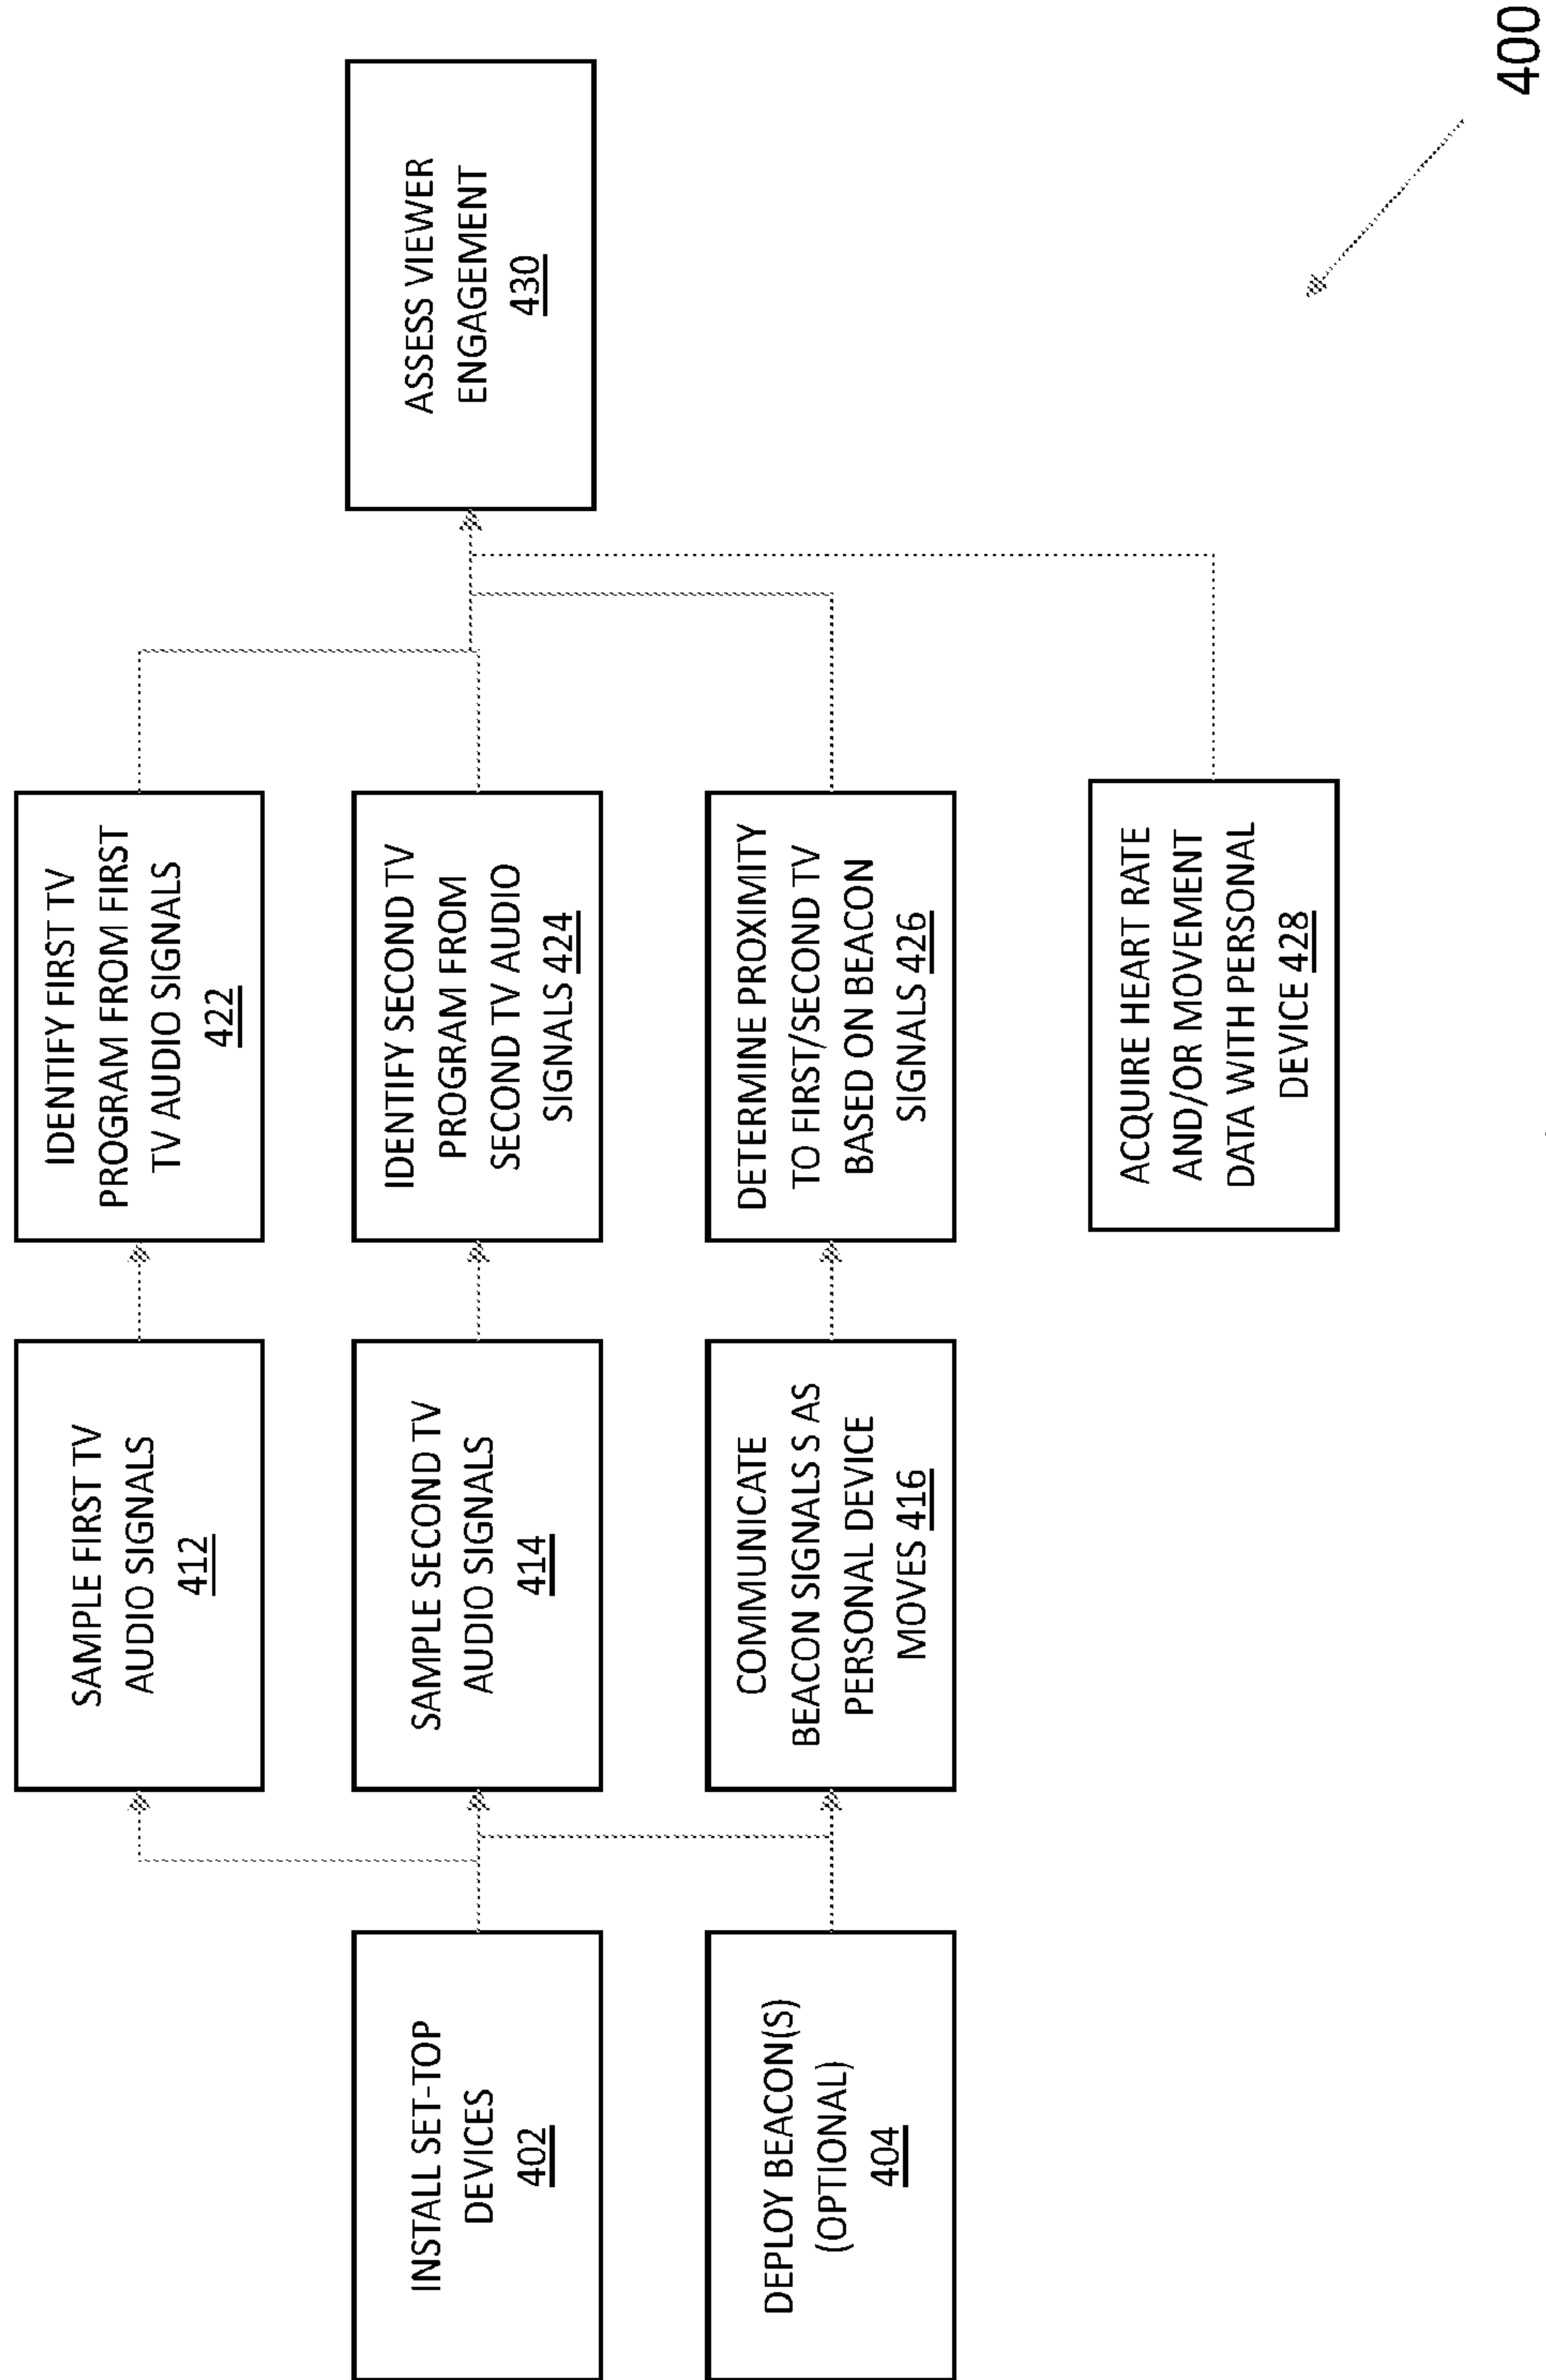 INSTALL SET-TOP
DEVICES
402
DEPLOY BEACON(S)
(OPTIONAL)
404
SAMPLE FIRST TV
AUDIO SIGNALS
412
SAMPLE SECOND TV
AUDIO SIGNALS
414
COMMUNICATE
BEACON SIGNALS S AS
PERSONAL DEVICE
MOVES 416
IDENTIFY FIRST TV
PROGRAM FROM FIRST
TV AUDIO SIGNALS
422
IDENTIFY SECOND TV
PROGRAM FROM
SECOND TV AUDIO
SIGNALS 424
DETERMINE PROXIMITY
TO FIRST/SECOND TV
BASED ON BEACON
SIGNALS 426
ACQUIRE HEART RATE
AND/OR MOVEMENT
DATA WITH PERSONAL
DEVICE 428
ASSESS VIEWER
ENGAGEMENT
430
400